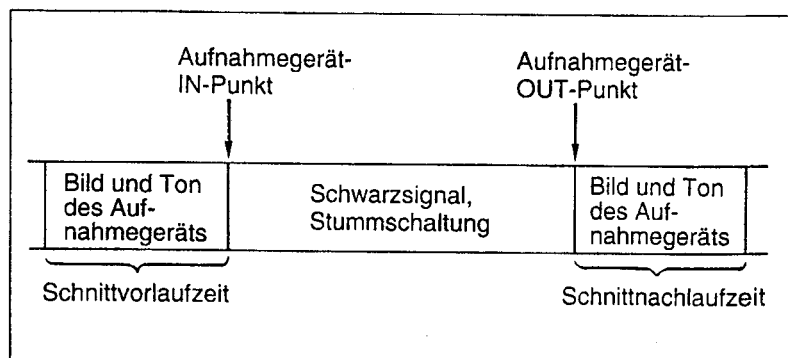 Aufnahmegerät-
IN-Punkt
Aufnahmegerät-
OUT-Punkt
Bild und Ton
des Auf-
nahmegeräts
Schwarzsignal,
Stummschaltung
Bild und Ton
des Auf-
nahmegeräts
Schnittvorlaufzeit
Schnittnachlaufzeit